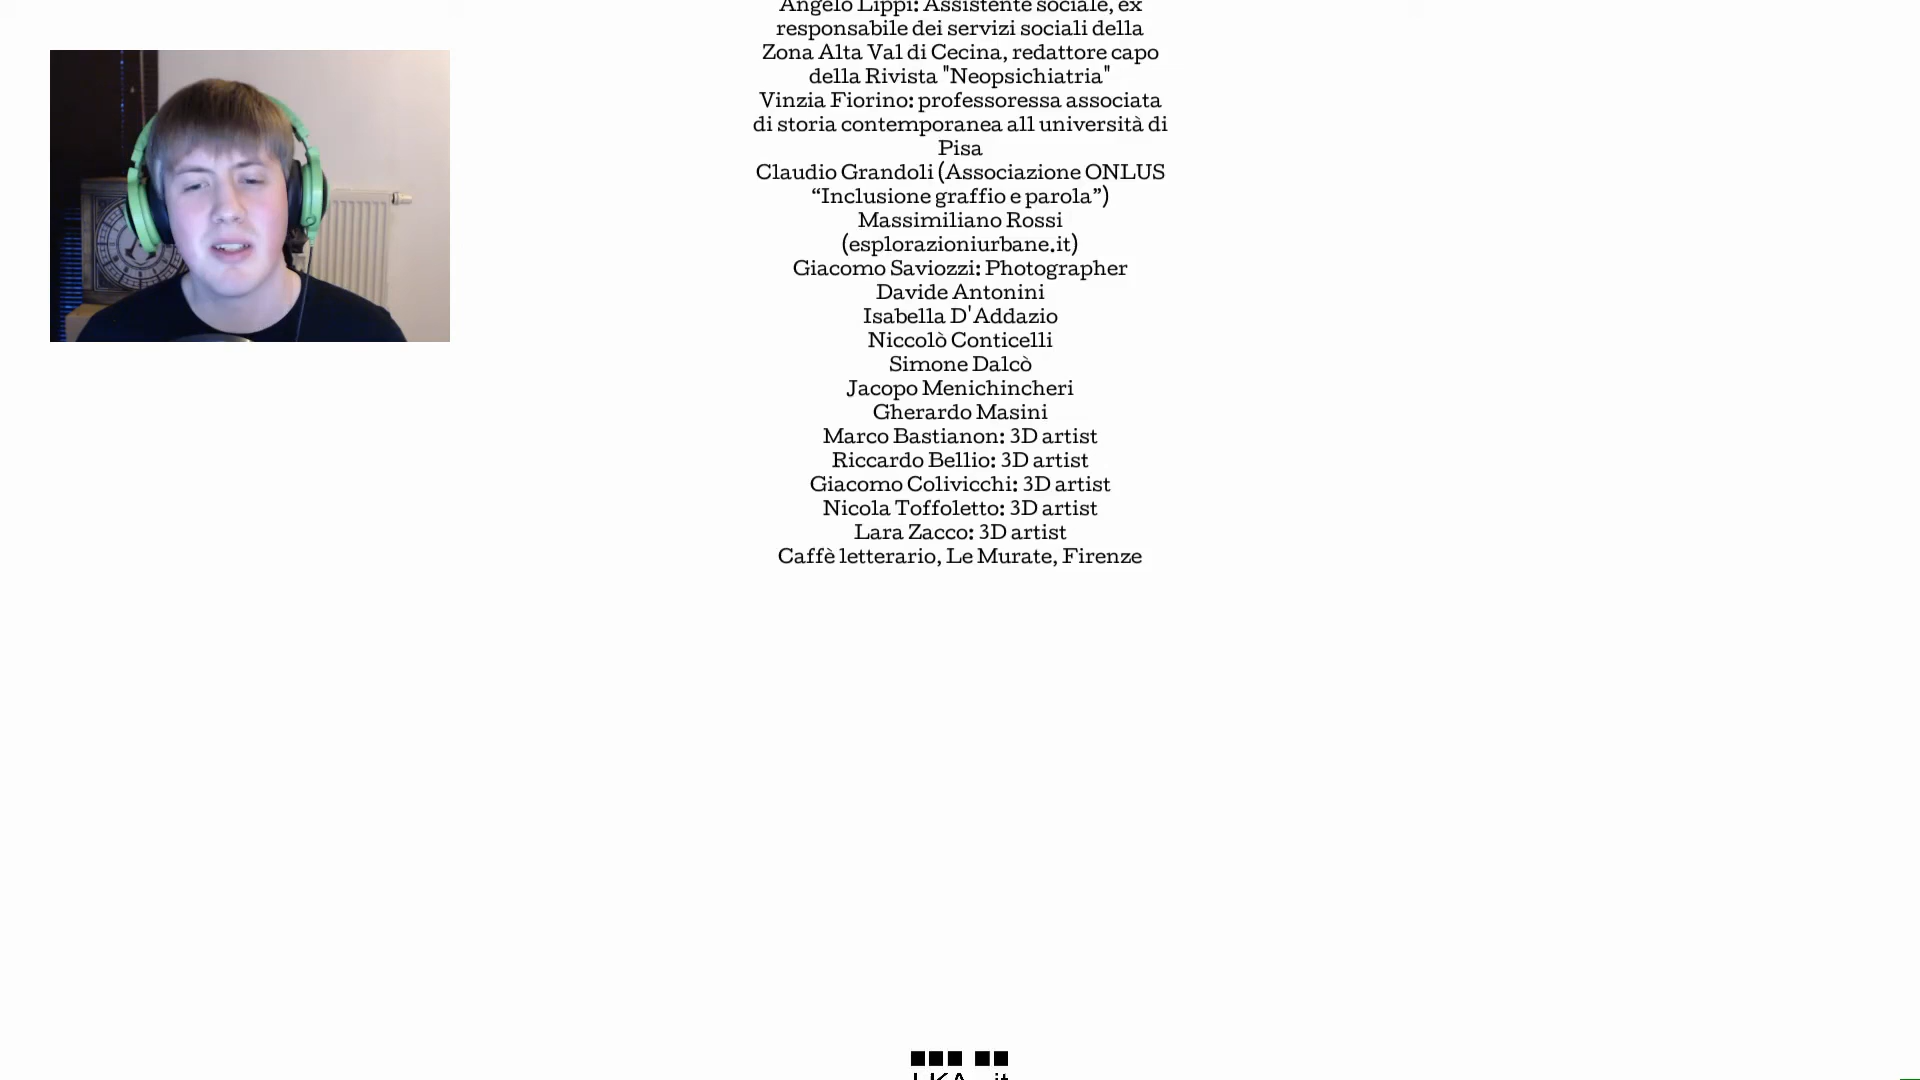 Angelo Lippi: Assistente sociale, ex
responsabile dei servizi sociali della
Zona Alta Val di Cecina, redattore capo
della Rivista "Neopsichiatria"
Vinzia Fiorino: professoressa associata
di storia contemporanea all università di
Pisa
Claudio Grandoli (Associazione ONLUS
“Inclusione graffio e parola”)
Massimiliano Rossi
(esplorazioniurbane.it)
Giacomo Saviozzi: Photographer
Davide Antonini
Isabella D'Addazio
Niccolò Conticelli
Simone Dalcò
Jacopo Menichincheri
Gherardo Masini
Marco Bastianon: 3D artist
Riccardo Bellio: 3D artist
Giacomo Colivicchi: 3D artist
Nicola Toffoletto: 3D artist
Lara Zacco: 3D artist
Caffè letterario, Le Murate, Firenze
LKA it